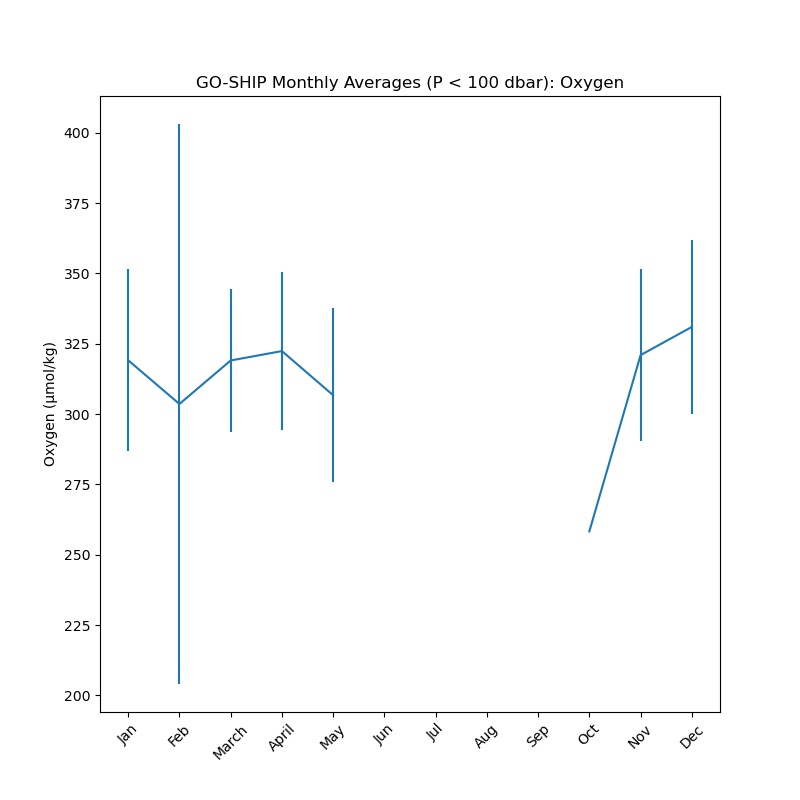 GO-SHIP Monthly Averages (P < 100 dbar): Oxygen
Oxygen (μmol/kg)
400
375
350
325
300
275
250
225
200
Jan
Feb
March
April
May
Jun
Jul
Aug
Sep
Oct
Nov
Dec